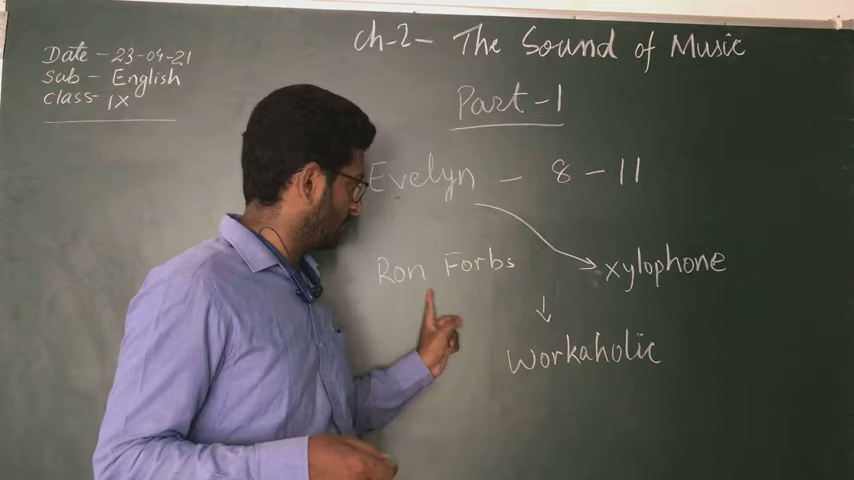 Date - 23-04-21
Sub - English
Class - IX
Ch-2 - The Sound of Music
Part - 1
Evelyn - 8 - 11
Ron Forbs
xylophone
workaholic